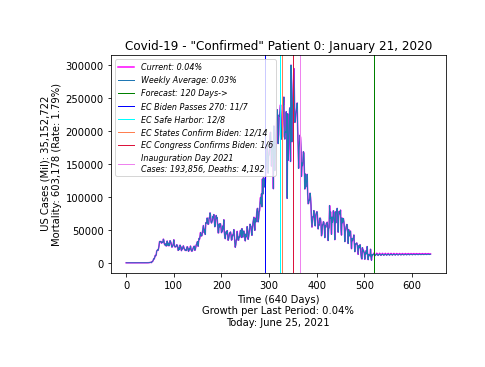 Covid-19 - "Confirmed" Patient 0: January 21, 2020
US Cases (Mil): 35,152,722
Mortality: 603,178 (Rate: 1.79%)
300000
250000
200000
150000
100000
50000
0
Current: 0.04%
Weekly Average: 0.03%
Forecast: 120 Days->
EC Biden Passes 270: 11/7
EC Safe Harbor: 12/8
EC States Confirm Biden: 12/14
EC Congress Confirms Biden: 1/6
Inauguration Day 2021
Cases: 193,856, Deaths: 4,192
0 100 200 300 400 500 600
Time (640 Days)
Growth per Last Period: 0.04%
Today: June 25, 2021